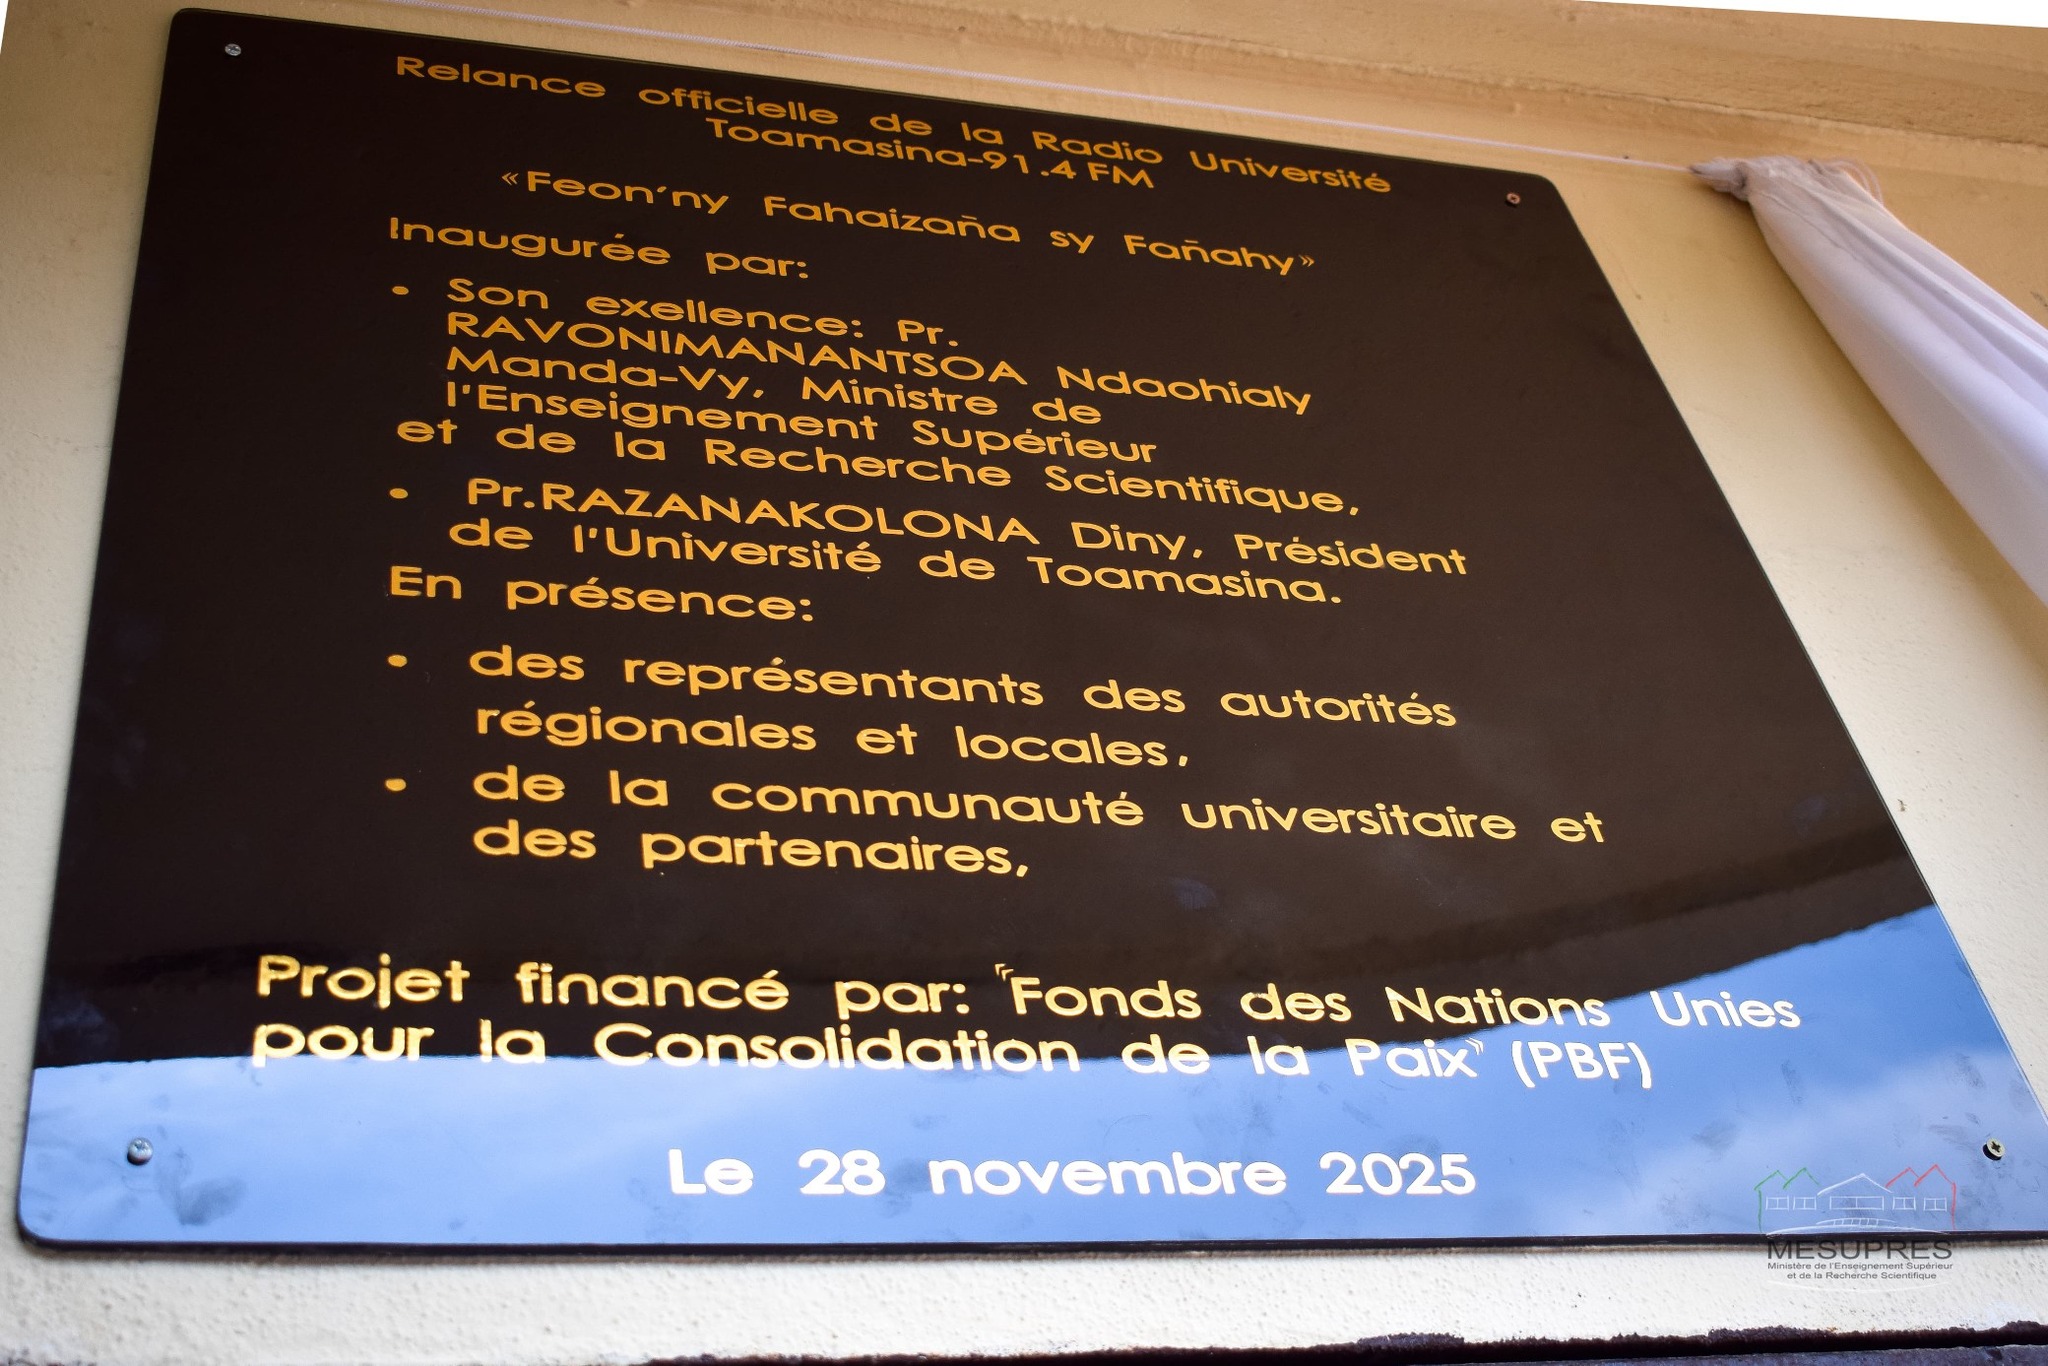 Relance officielle de la Radio Université
Toamasina-91.4 FM
«Feon'ny Fahaizaña sy Fañahy»
Inaugurée par:
• Son exellence: Pr.
RAVONIMANANTSOA Ndaohialy
Manda-Vy, Ministre de
l'Enseignement Supérieur
et de la Recherche Scientifique,
• Pr.RAZANAKOLONA Diny, Président
de l'Université de Toamasina.
En présence:
• des représentants des autorités
régionales et locales,
• de la communauté universitaire et
des partenaires,
Projet financé par: «Fonds des Nations Unies
pour la Consolidation de la Paix» (PBF)
Le 28 novembre 2025
MESUPRES
Ministère de l'Enseignement Supérieur
et de la Recherche Scientifique